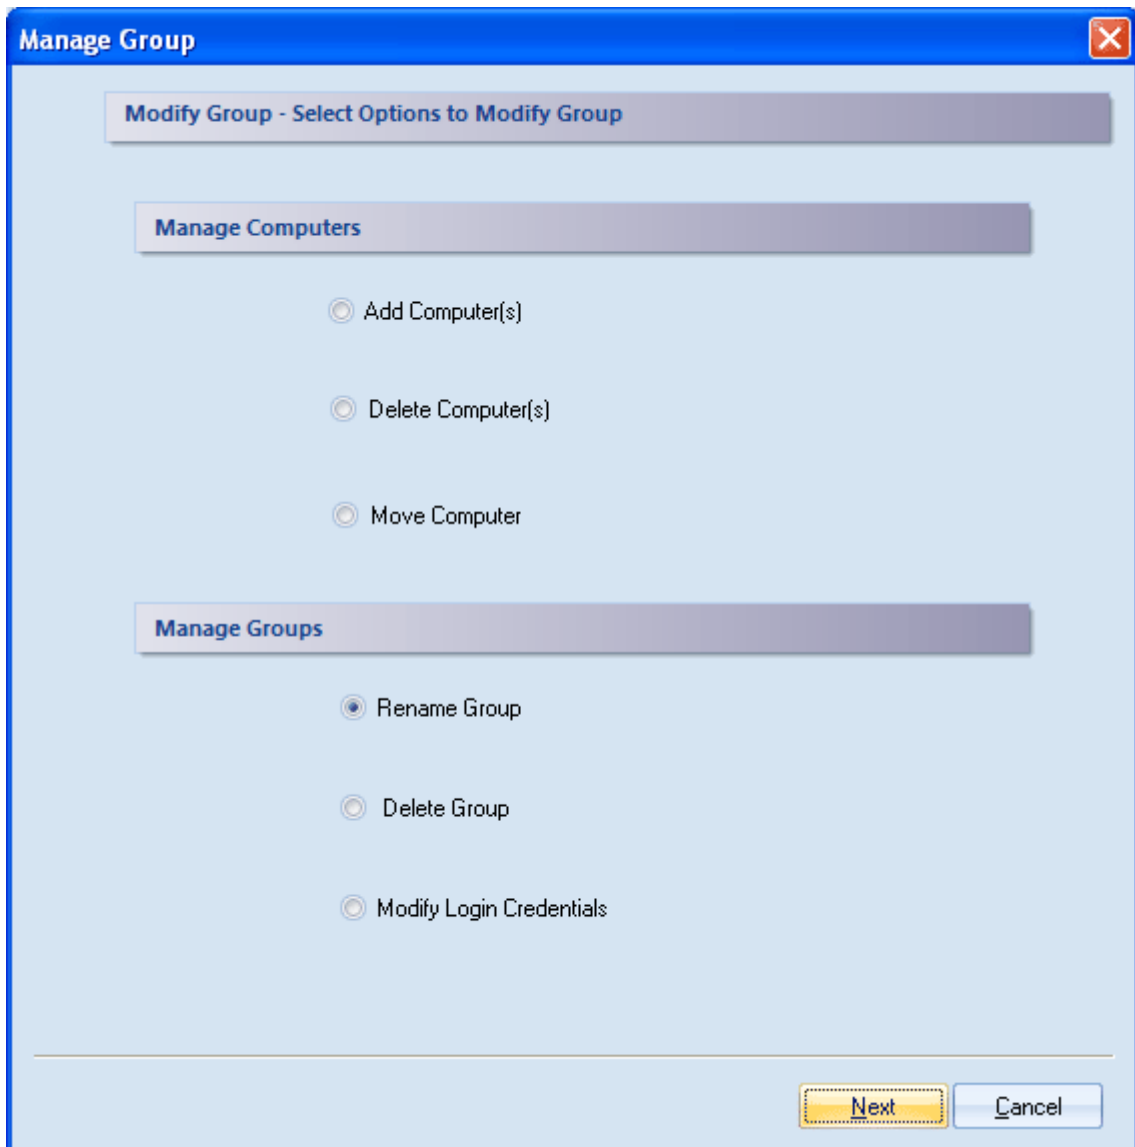 Manage Group
Modify Group - Select Options to Modify Group
Manage Computers
Add Computer(s)
Delete Computer(s)
Move Computer
Manage Groups
Rename Group
Delete Group
Modify Login Credentials
Next Cancel